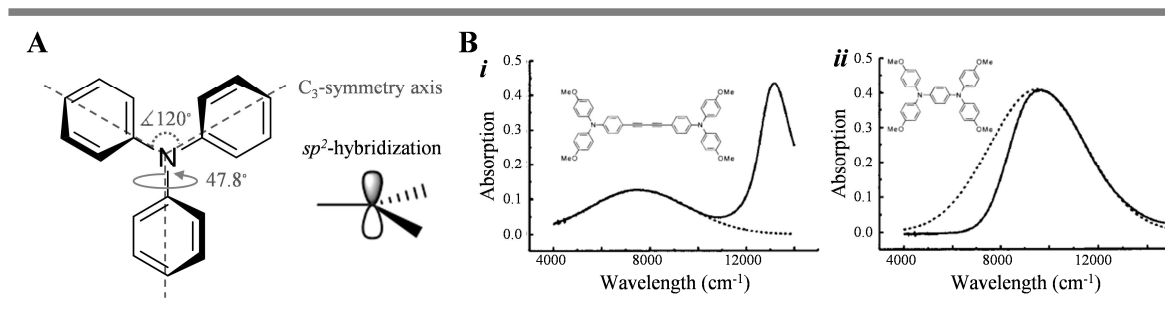 A
C3-symmetry axis
∡120°
sp2-hybridization
N
47.8°
B
i
0.5
0.4
0.3
0.2
0.1
0.0
Absorption
MeO
OMe
N
N
MeO
OMe
4000
8000
12000
Wavelength (cm-1)
ii
0.5
0.4
0.3
0.2
0.1
0.0
Absorption
MeO
OMe
N
N
MeO
OMe
4000
8000
12000
Wavelength (cm-1)